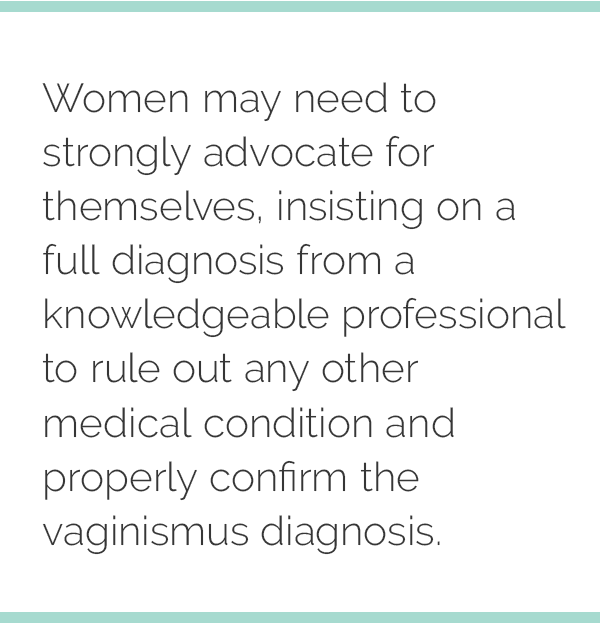 Women may need to
strongly advocate for
themselves, insisting on a
full diagnosis from a
knowledgeable professional
to rule out any other
medical condition and
properly confirm the
vaginismus diagnosis.